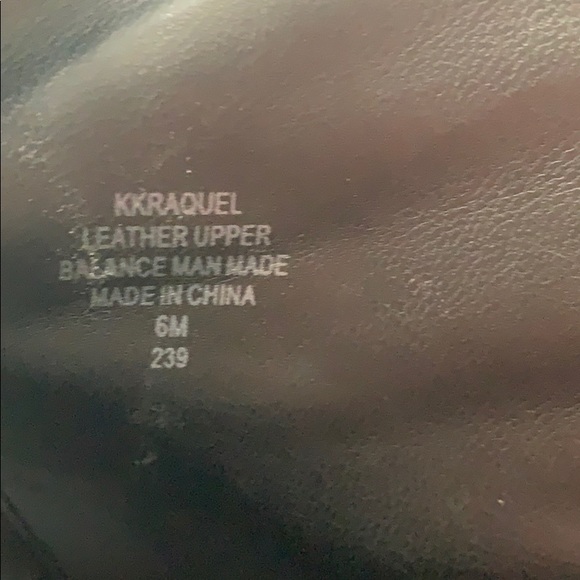 KKRAQUEL
LEATHER UPPER
BALANCE MAN MADE
MADE IN CHINA
6M
239